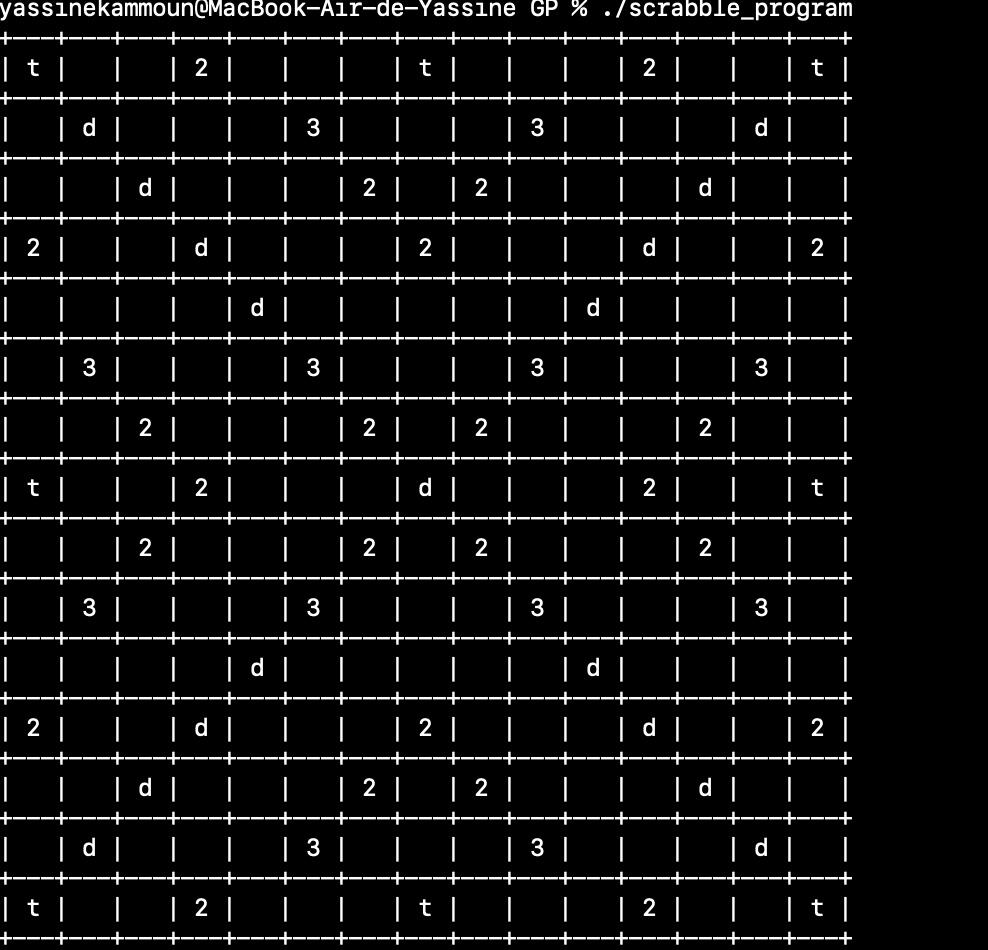 yassinekammoun@MacBook-Air-de-Yassine GP % ./scrabble_program
+---+---+---+---+---+---+---+---+---+---+---+---+---+---+---+
| t |   |   | 2 |   |   |   | t |   |   |   | 2 |   |   | t |
+---+---+---+---+---+---+---+---+---+---+---+---+---+---+---+
|   | d |   |   |   | 3 |   |   |   | 3 |   |   |   | d |   |
+---+---+---+---+---+---+---+---+---+---+---+---+---+---+---+
|   |   | d |   |   |   | 2 |   | 2 |   |   |   | d |   |   |
+---+---+---+---+---+---+---+---+---+---+---+---+---+---+---+
| 2 |   |   | d |   |   |   | 2 |   |   |   | d |   |   | 2 |
+---+---+---+---+---+---+---+---+---+---+---+---+---+---+---+
|   |   |   |   | d |   |   |   |   |   | d |   |   |   |   |
+---+---+---+---+---+---+---+---+---+---+---+---+---+---+---+
|   | 3 |   |   |   | 3 |   |   |   | 3 |   |   |   | 3 |   |
+---+---+---+---+---+---+---+---+---+---+---+---+---+---+---+
|   |   | 2 |   |   |   | 2 |   | 2 |   |   |   | 2 |   |   |
+---+---+---+---+---+---+---+---+---+---+---+---+---+---+---+
| t |   |   | 2 |   |   |   | d |   |   |   | 2 |   |   | t |
+---+---+---+---+---+---+---+---+---+---+---+---+---+---+---+
|   |   | 2 |   |   |   | 2 |   | 2 |   |   |   | 2 |   |   |
+---+---+---+---+---+---+---+---+---+---+---+---+---+---+---+
|   | 3 |   |   |   | 3 |   |   |   | 3 |   |   |   | 3 |   |
+---+---+---+---+---+---+---+---+---+---+---+---+---+---+---+
|   |   |   |   | d |   |   |   |   |   | d |   |   |   |   |
+---+---+---+---+---+---+---+---+---+---+---+---+---+---+---+
| 2 |   |   | d |   |   |   | 2 |   |   |   | d |   |   | 2 |
+---+---+---+---+---+---+---+---+---+---+---+---+---+---+---+
|   |   | d |   |   |   | 2 |   | 2 |   |   |   | d |   |   |
+---+---+---+---+---+---+---+---+---+---+---+---+---+---+---+
|   | d |   |   |   | 3 |   |   |   | 3 |   |   |   | d |   |
+---+---+---+---+---+---+---+---+---+---+---+---+---+---+---+
| t |   |   | 2 |   |   |   | t |   |   |   | 2 |   |   | t |
+---+---+---+---+---+---+---+---+---+---+---+---+---+---+---+